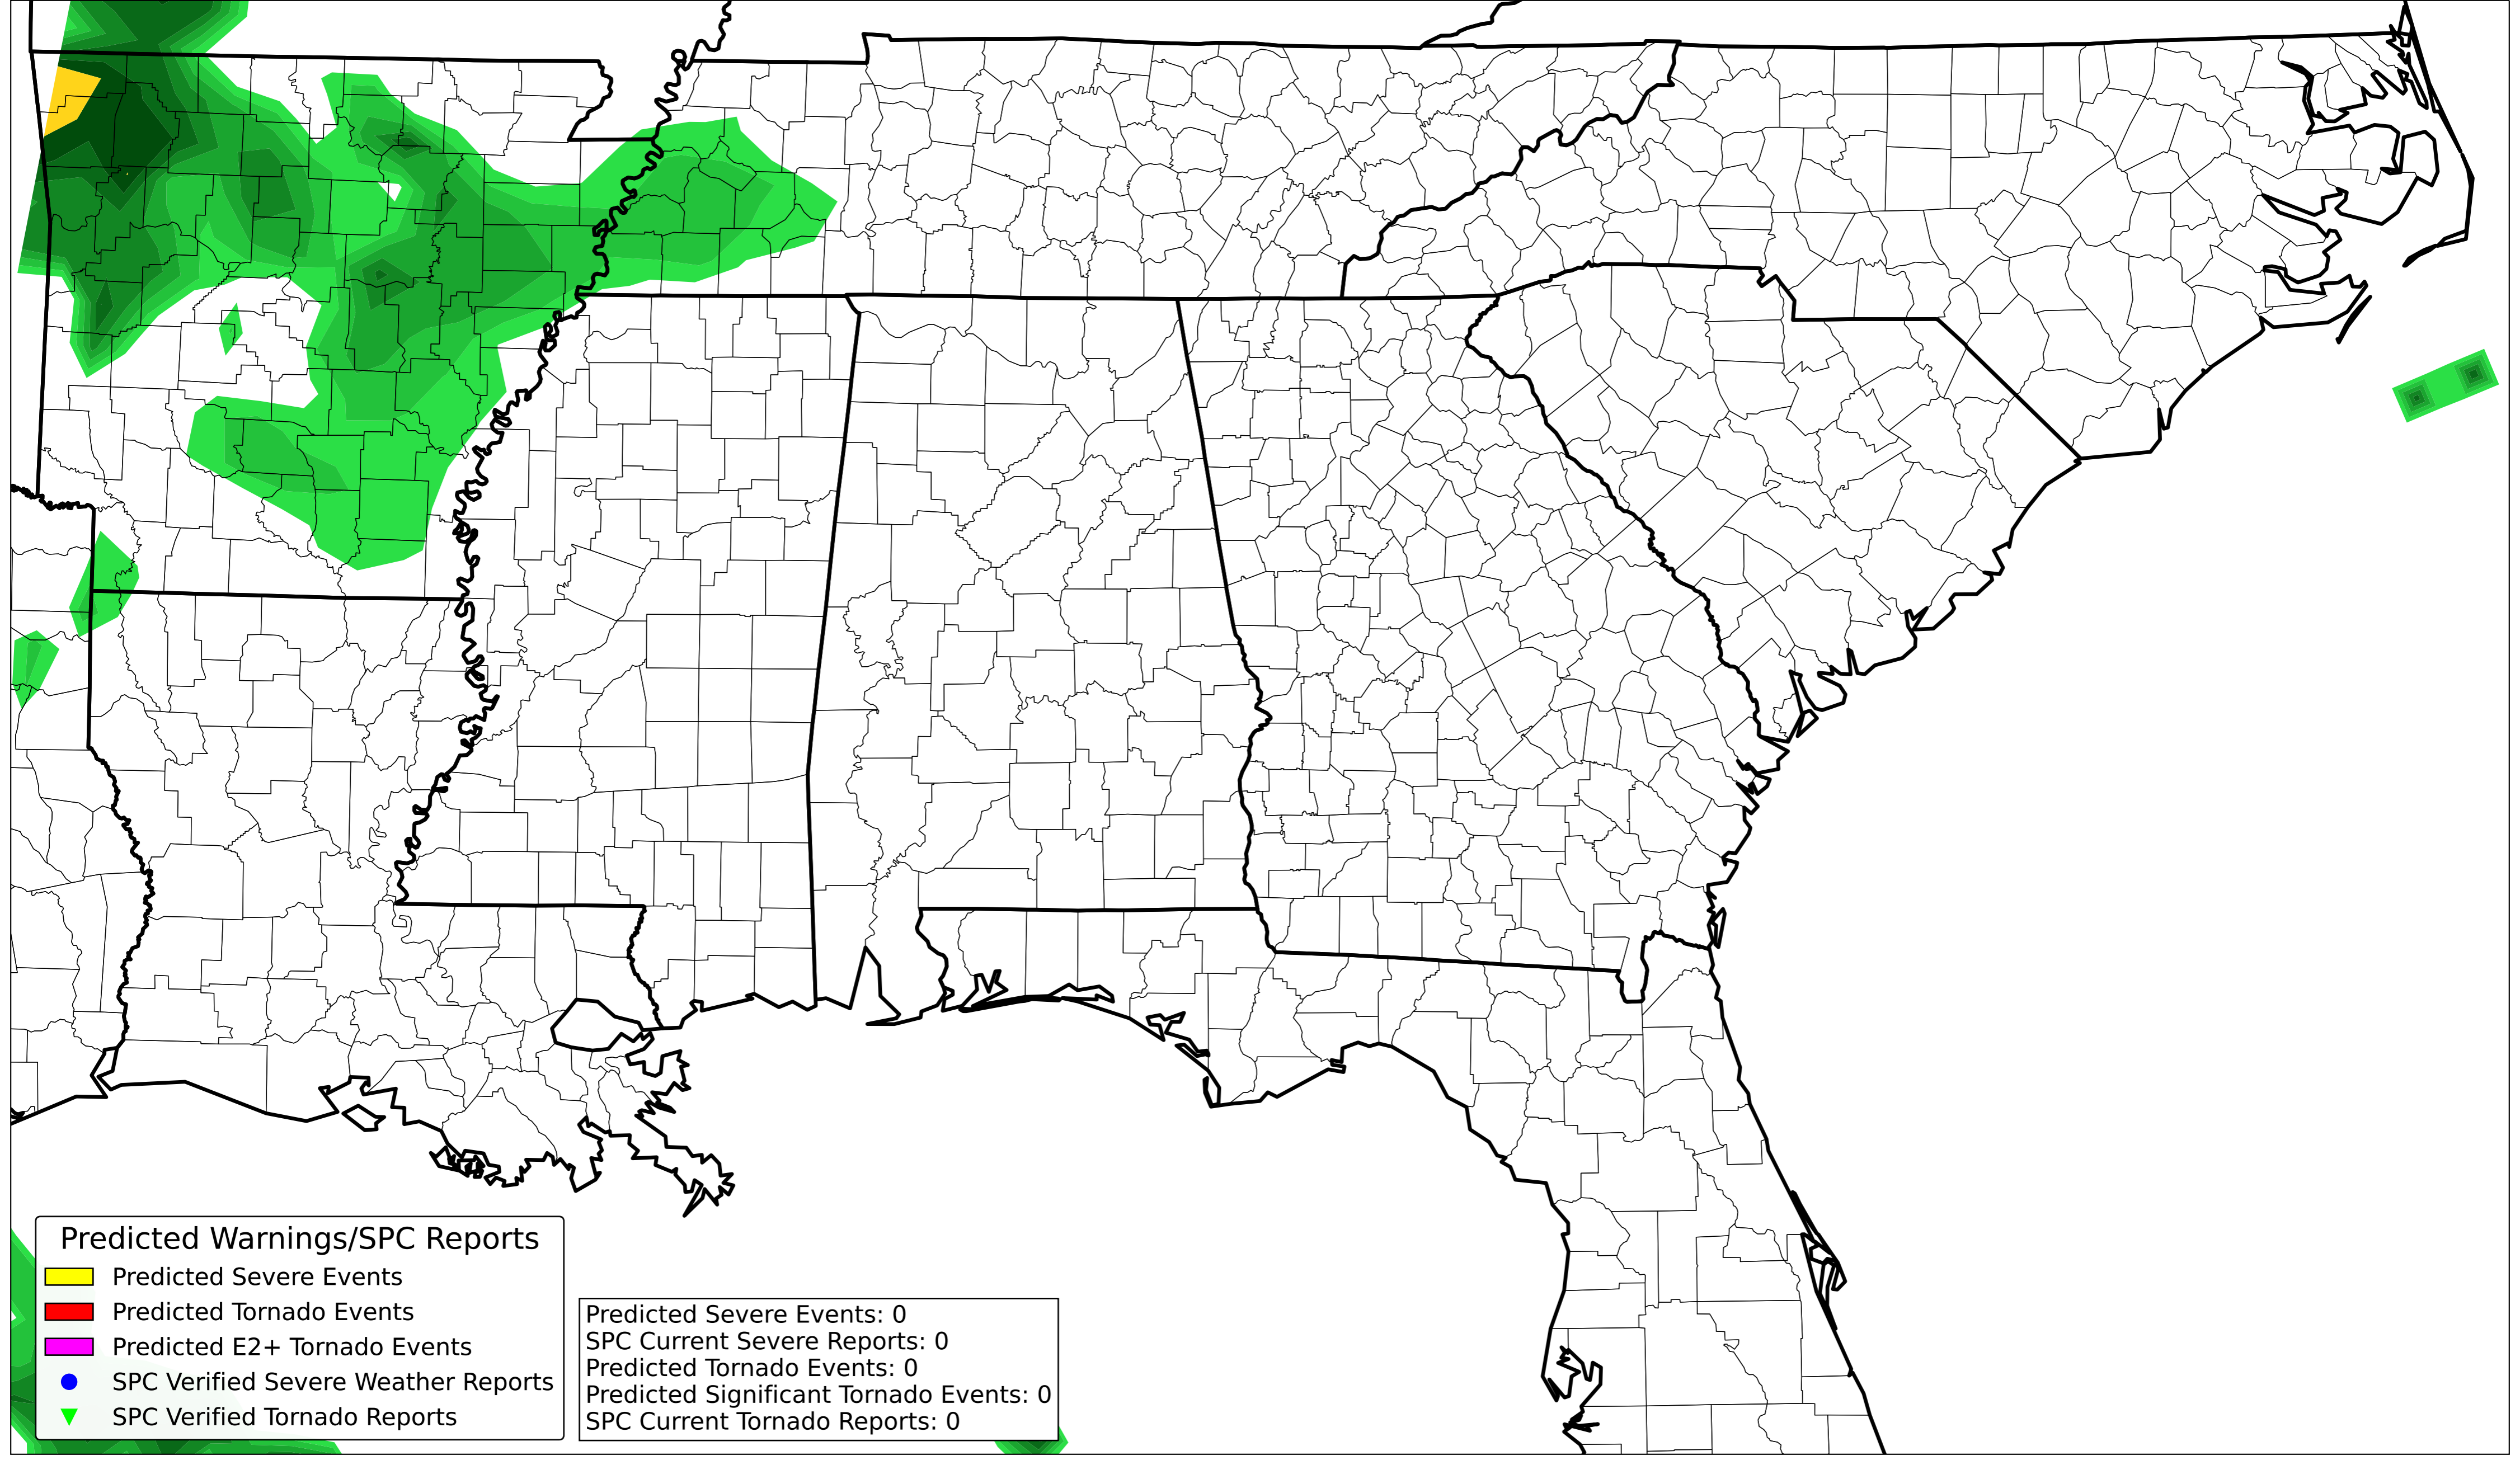 Predicted Warnings/SPC Reports
Predicted Severe Events
Predicted Tornado Events
Predicted E2+ Tornado Events
SPC Verified Severe Weather Reports
SPC Verified Tornado Reports
Predicted Severe Events: 0
SPC Current Severe Reports: 0
Predicted Tornado Events: 0
Predicted Significant Tornado Events: 0
SPC Current Tornado Reports: 0